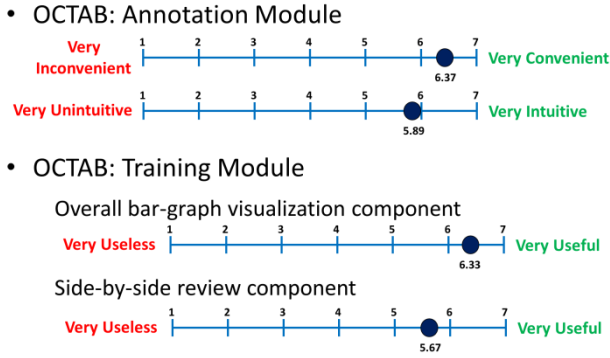 • OCTAB: Annotation Module
1 2 3 4 5 6 7
Very Inconvenient
Very Convenient
6.37
1 2 3 4 5 6 7
Very Unintuitive
Very Intuitive
5.89
• OCTAB: Training Module
Overall bar-graph visualization component
1 2 3 4 5 6 7
Very Useless
Very Useful
6.33
Side-by-side review component
1 2 3 4 5 6 7
Very Useless
Very Useful
5.67